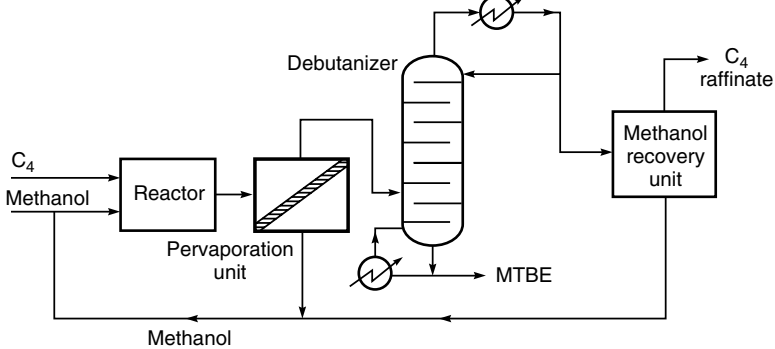 Debutanizer
C4
raffinate
Methanol
recovery
unit
C4
Methanol
Reactor
Pervaporation
unit
MTBE
Methanol